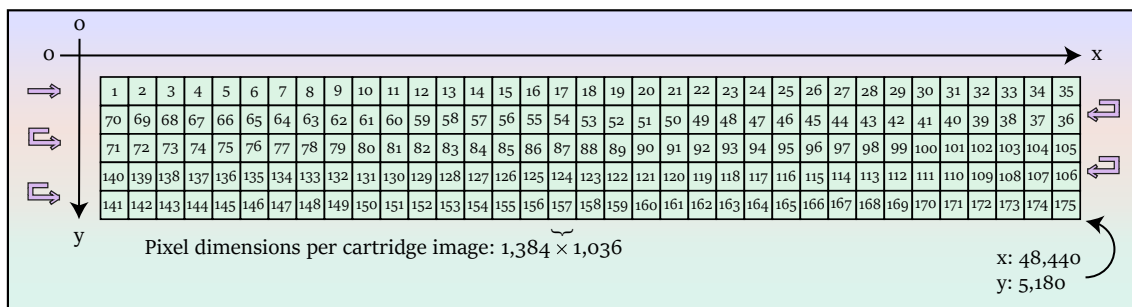 0
0 x
1 2 3 4 5 6 7 8 9 10 11 12 13 14 15 16 17 18 19 20 21 22 23 24 25 26 27 28 29 30 31 32 33 34 35
70 69 68 67 66 65 64 63 62 61 60 59 58 57 56 55 54 53 52 51 50 49 48 47 46 45 44 43 42 41 40 39 38 37 36
71 72 73 74 75 76 77 78 79 80 81 82 83 84 85 86 87 88 89 90 91 92 93 94 95 96 97 98 99 100 101 102 103 104 105
140 139 138 137 136 135 134 133 132 131 130 129 128 127 126 125 124 123 122 121 120 119 118 117 116 115 114 113 112 111 110 109 108 107 106
141 142 143 144 145 146 147 148 149 150 151 152 153 154 155 156 157 158 159 160 161 162 163 164 165 166 167 168 169 170 171 172 173 174 175
y
Pixel dimensions per cartridge image: 1,384 × 1,036
x: 48,440
y: 5,180